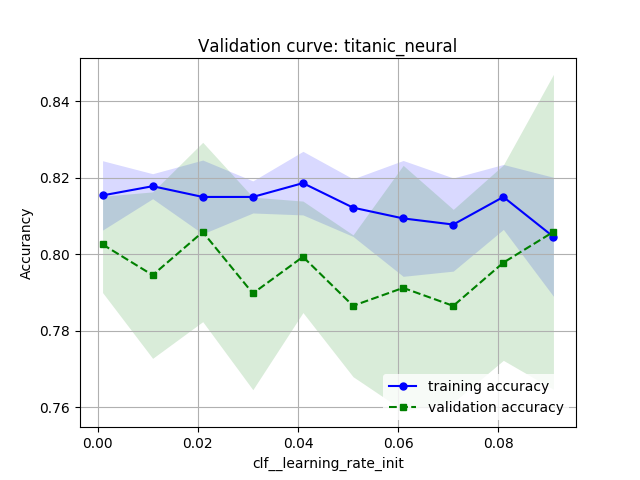 Validation curve: titanic_neural
Accurancy
0.84
0.82
0.80
0.78
0.76
training accuracy
validation accuracy
0.00 0.02 0.04 0.06 0.08
clf__learning_rate_init